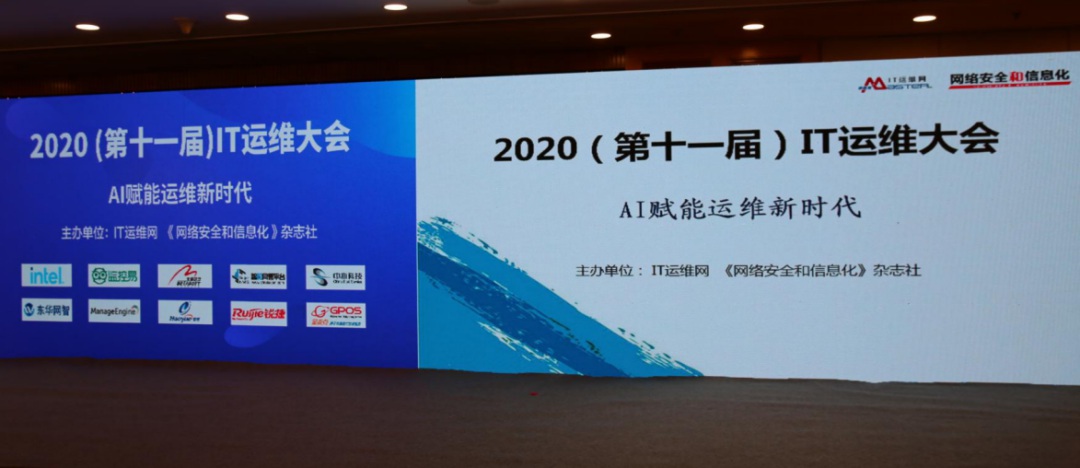 2020 (第十一届)IT运维大会
AI赋能运维新时代
主办单位: IT运维网 《网络安全和信息化》杂志社
intel
监控易
中亦科技
东华网智
ManageEngine
Ruijie锐捷
GPOS
IT运维网
网络安全和信息化
2020（第十一届）IT运维大会
AI赋能运维新时代
主办单位： IT运维网 《网络安全和信息化》杂志社